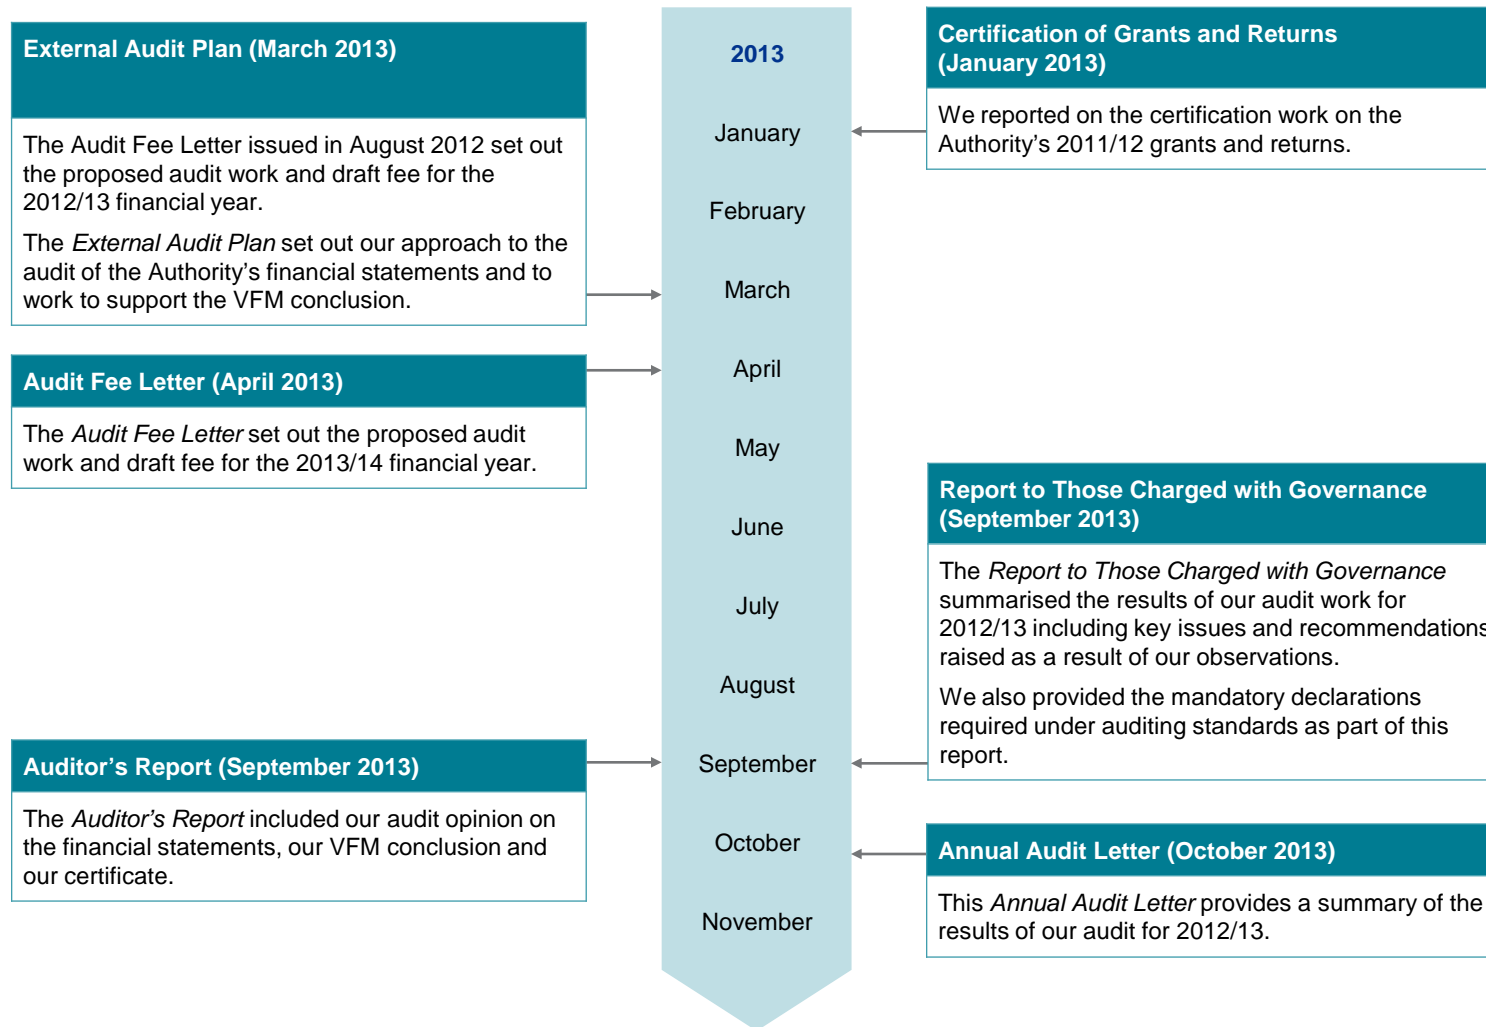 External Audit Plan (March 2013)
The Audit Fee Letter issued in August 2012 set out
the proposed audit work and draft fee for the
2012/13 financial year.
The External Audit Plan set out our approach to the
audit of the Authority’s financial statements and to
work to support the VFM conclusion.
Audit Fee Letter (April 2013)
The Audit Fee Letter set out the proposed audit
work and draft fee for the 2013/14 financial year.
Auditor’s Report (September 2013)
The Auditor’s Report included our audit opinion on
the financial statements, our VFM conclusion and
our certificate.
2013
January
February
March
April
May
June
July
August
September
October
November
Certification of Grants and Returns
(January 2013)
We reported on the certification work on the
Authority’s 2011/12 grants and returns.
Report to Those Charged with Governance
(September 2013)
The Report to Those Charged with Governance
summarised the results of our audit work for
2012/13 including key issues and recommendations
raised as a result of our observations.
We also provided the mandatory declarations
required under auditing standards as part of this
report.
Annual Audit Letter (October 2013)
This Annual Audit Letter provides a summary of the
results of our audit for 2012/13.